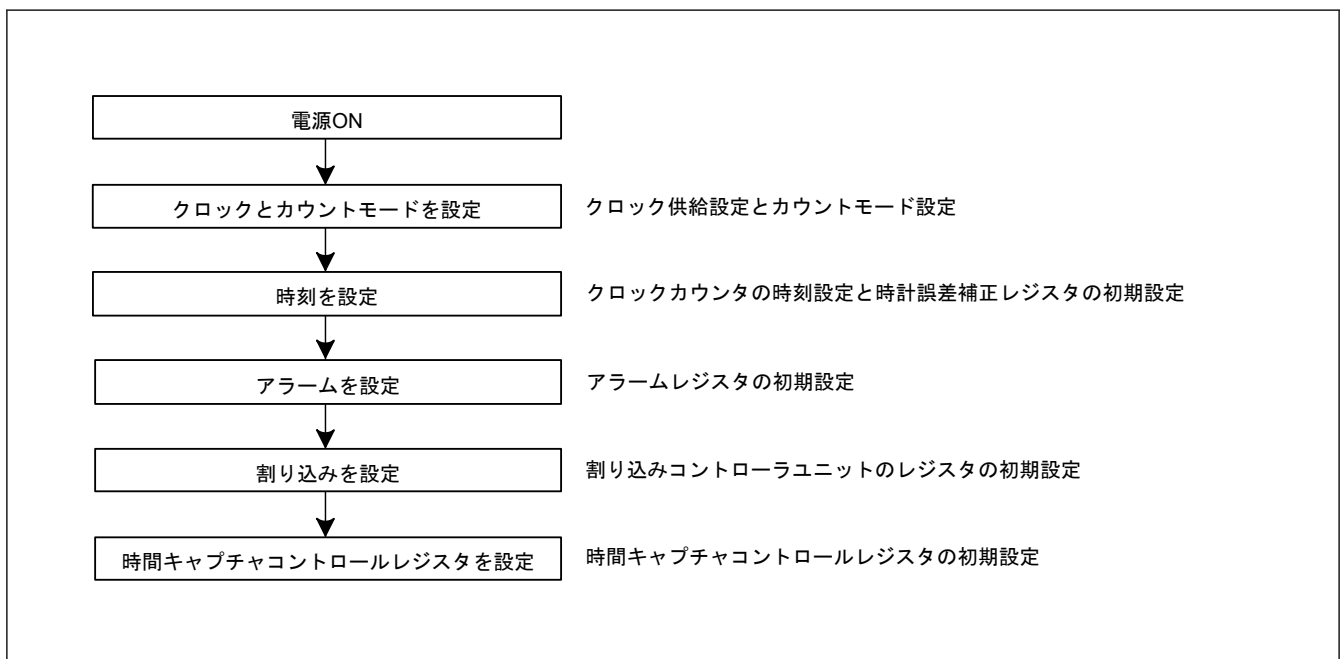 電源ON
クロックとカウントモードを設定
クロック供給設定とカウントモード設定
時刻を設定
クロックカウンタの時刻設定と時計誤差補正レジスタの初期設定
アラームを設定
アラームレジスタの初期設定
割り込みを設定
割り込みコントローラユニットのレジスタの初期設定
時間キャプチャコントロールレジスタを設定
時間キャプチャコントロールレジスタの初期設定